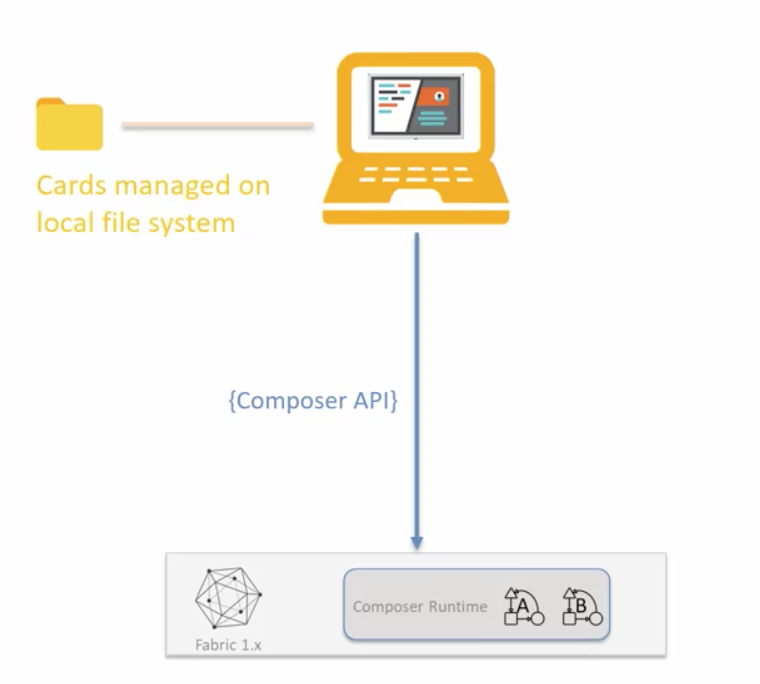 Cards managed on
local file system
{Composer API}
Composer Runtime
A
B
Fabric 1.x